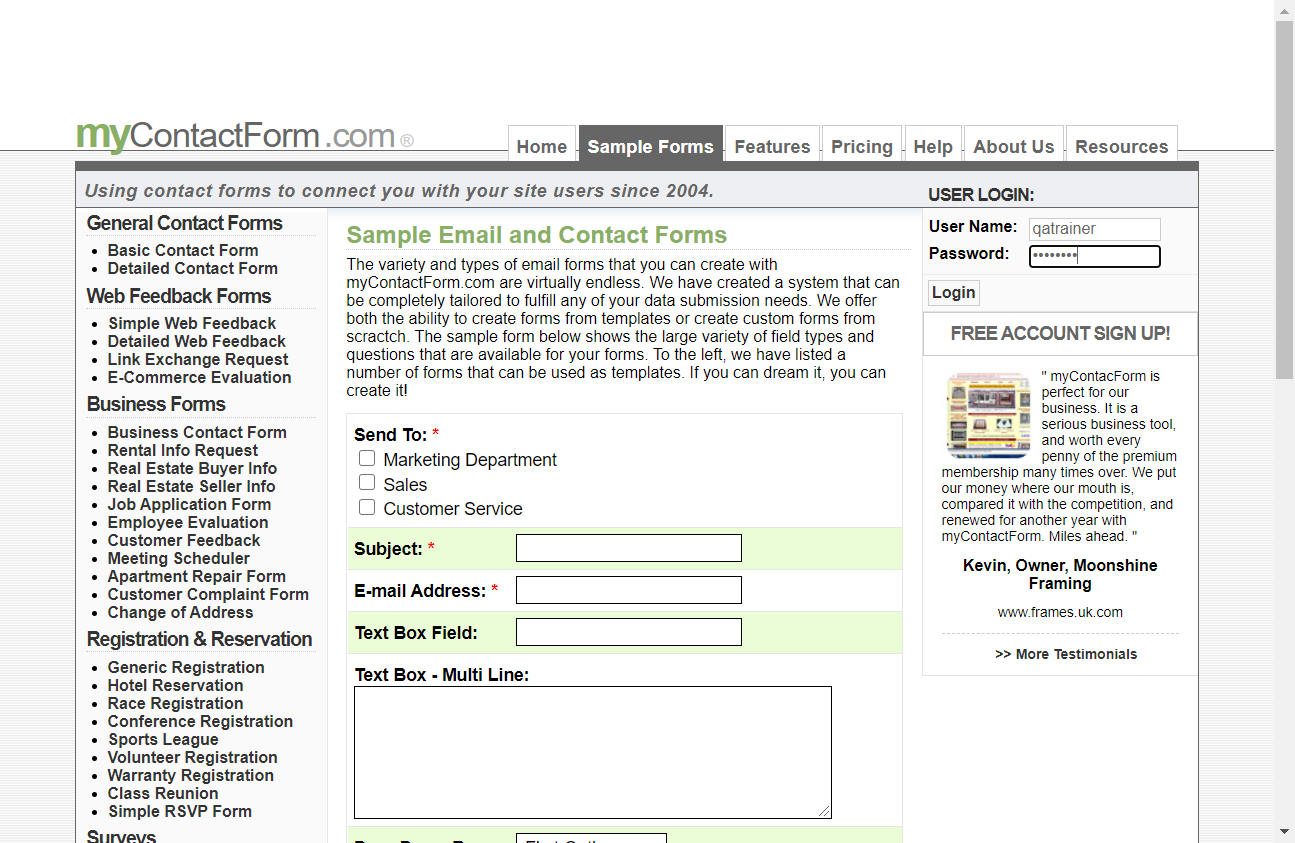 myContactForm.com®
Home
Sample Forms
Features
Pricing
Help
About Us
Resources
Using contact forms to connect you with your site users since 2004.
USER LOGIN:
General Contact Forms
Basic Contact Form
Detailed Contact Form
Web Feedback Forms
Simple Web Feedback
Detailed Web Feedback
Link Exchange Request
E-Commerce Evaluation
Business Forms
Business Contact Form
Rental Info Request
Real Estate Buyer Info
Real Estate Seller Info
Job Application Form
Employee Evaluation
Customer Feedback
Meeting Scheduler
Apartment Repair Form
Customer Complaint Form
Change of Address
Registration & Reservation
Generic Registration
Hotel Reservation
Race Registration
Conference Registration
Sports League
Volunteer Registration
Warranty Registration
Class Reunion
Simple RSVP Form
Surveys
Sample Email and Contact Forms
The variety and types of email forms that you can create with
myContactForm.com are virtually endless. We have created a system that can
be completely tailored to fulfill any of your data submission needs. We offer
both the ability to create forms from templates or create custom forms from
scractch. The sample form below shows the large variety of field types and
questions that are available for your forms. To the left, we have listed a
number of forms that can be used as templates. If you can dream it, you can
create it!
Send To: *
Marketing Department
Sales
Customer Service
Subject: *
E-mail Address: *
Text Box Field:
Text Box - Multi Line:
User Name: qatrainer
Password: ••••••••
Login
FREE ACCOUNT SIGN UP!
" myContacForm is
perfect for our
business. It is a
serious business tool,
and worth every
penny of the premium
membership many times over. We put
our money where our mouth is,
compared it with the competition, and
renewed for another year with
myContactForm. Miles ahead. "
Kevin, Owner, Moonshine
Framing
www.frames.uk.com
>> More Testimonials